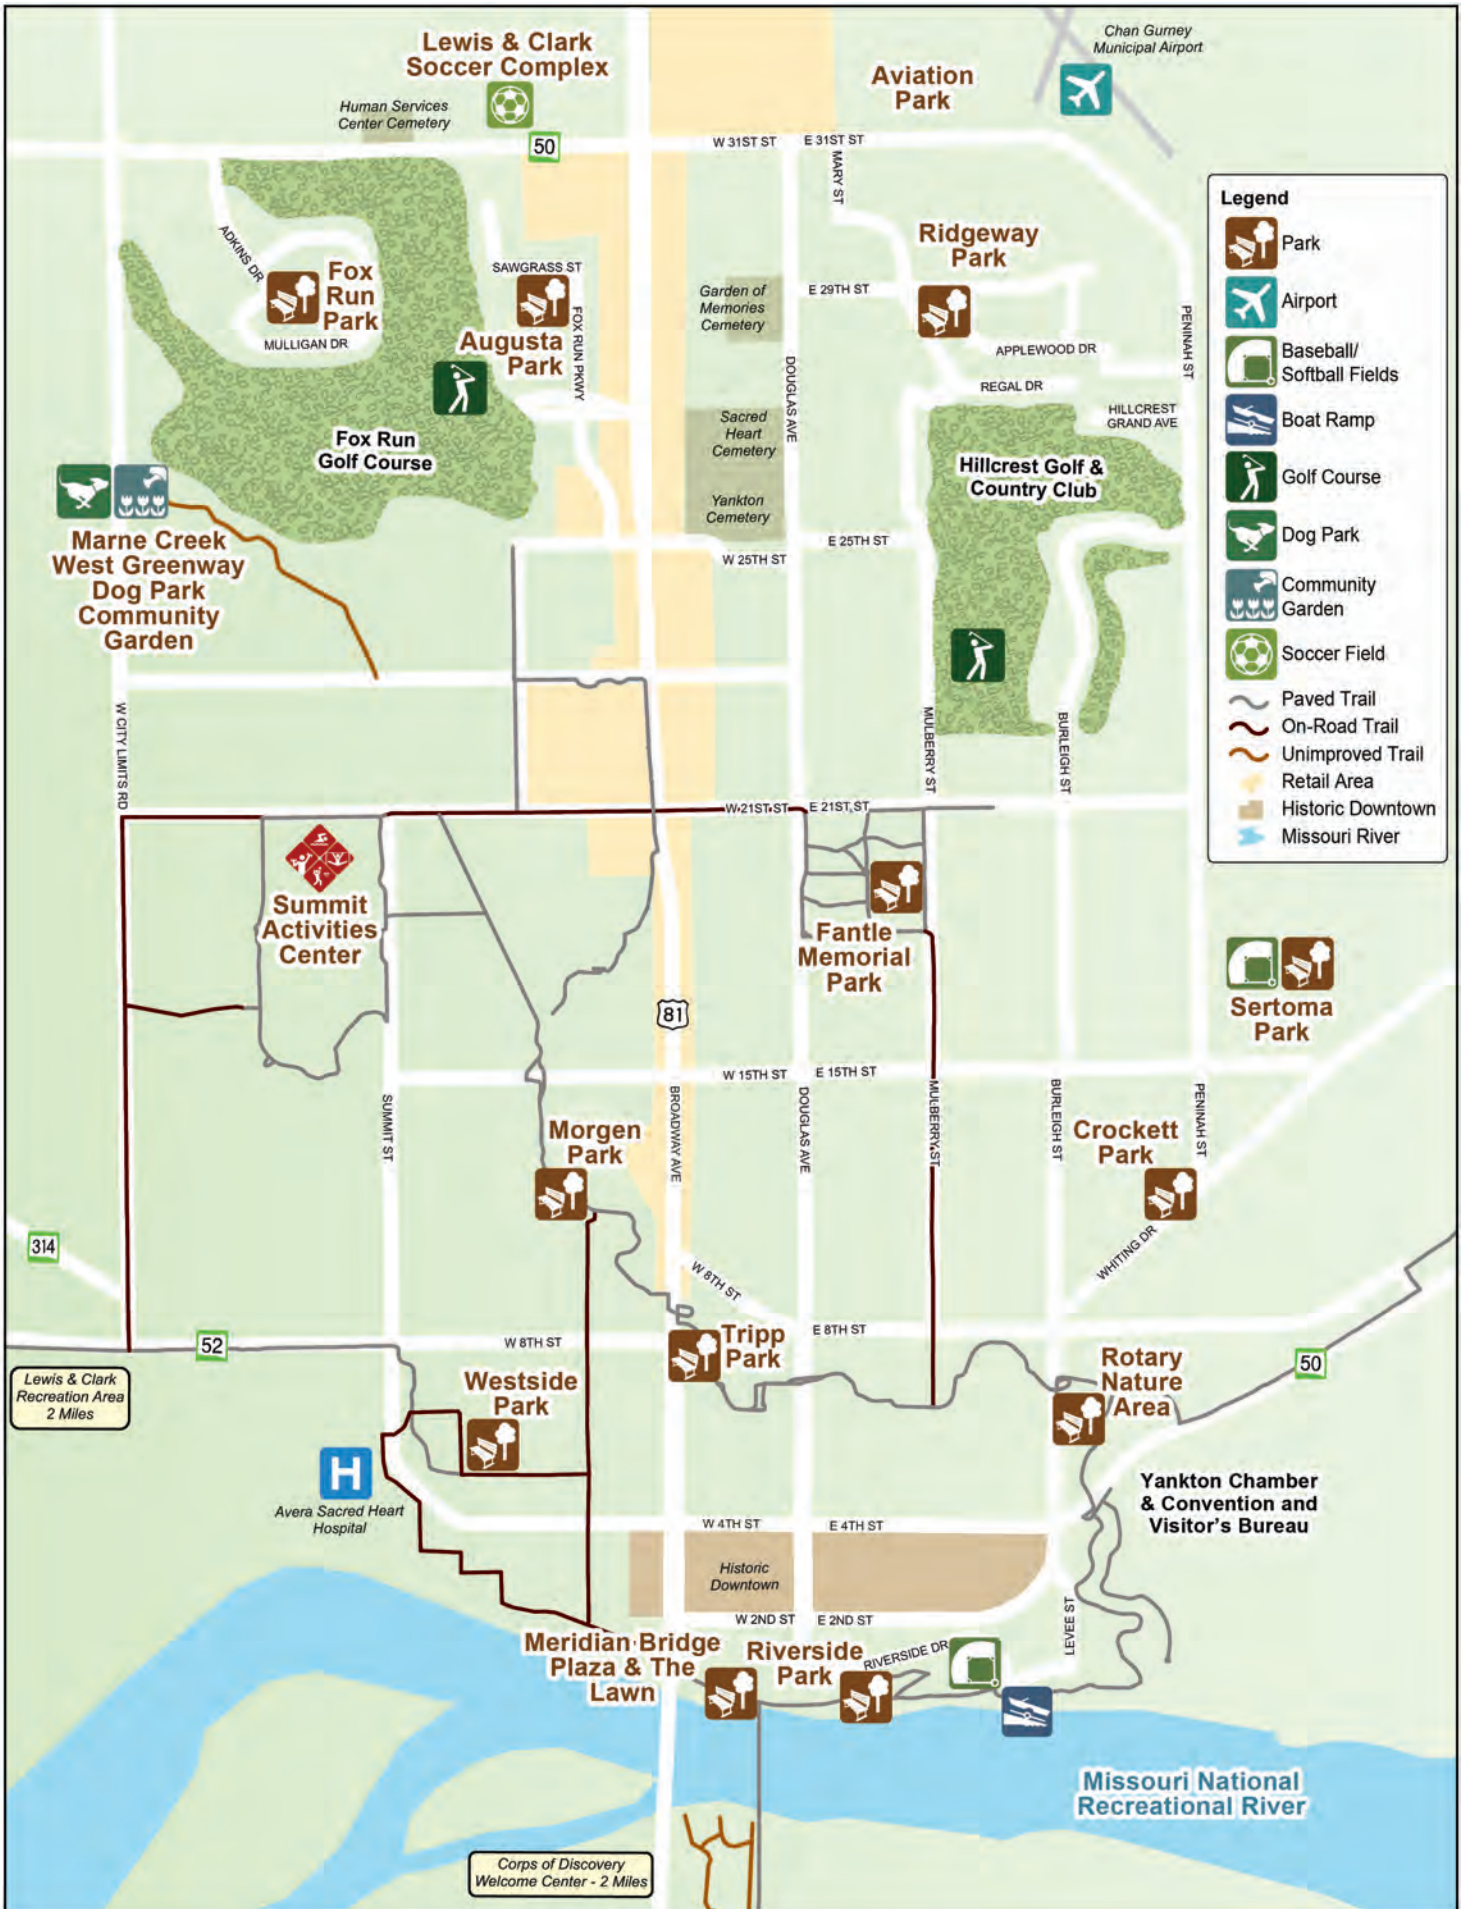 Lewis & Clark
Soccer Complex
Human Services
Center Cemetery
50
Aviation
Park
Chan Gurney
Municipal Airport
W 31ST ST
E 31ST ST
MARY ST
ADKINS DR
Fox
Run
Park
MULLIGAN DR
SAWGRASS ST
Augusta
Park
FOX RUN PKWY
Fox Run
Golf Course
Garden of
Memories
Cemetery
E 29TH ST
DOUGLAS AVE
Ridgeway
Park
APPLEWOOD DR
REGAL DR
PENINAH ST
HILLCREST
GRAND AVE
Sacred
Heart
Cemetery
Yankton
Cemetery
Hillcrest Golf &
Country Club
E 25TH ST
W 25TH ST
Legend
Park
Airport
Baseball/
Softball Fields
Boat Ramp
Golf Course
Dog Park
Community
Garden
Soccer Field
Paved Trail
On-Road Trail
Unimproved Trail
Retail Area
Historic Downtown
Missouri River
Marne Creek
West Greenway
Dog Park
Community
Garden
W CITY LIMITS RD
MULBERRY ST
BURLEIGH ST
W 21ST ST
E 21ST ST
Summit
Activities
Center
Fantle
Memorial
Park
Sertoma
Park
81
W 15TH ST
E 15TH ST
SUMMIT ST
BROADWAY AVE
DOUGLAS AVE
MULBERRY ST
BURLEIGH ST
PENINAH ST
Morgen
Park
Crockett
Park
WHITING DR
314
W 8TH ST
52
W 8TH ST
E 8TH ST
Tripp
Park
50
Lewis & Clark
Recreation Area
2 Miles
Westside
Park
Rotary
Nature
Area
H
Avera Sacred Heart
Hospital
Yankton Chamber
& Convention and
Visitor's Bureau
W 4TH ST
E 4TH ST
Historic
Downtown
W 2ND ST
E 2ND ST
LEVEE ST
Meridian Bridge
Plaza & The
Lawn
Riverside
Park
RIVERSIDE DR
Missouri National
Recreational River
Corps of Discovery
Welcome Center - 2 Miles